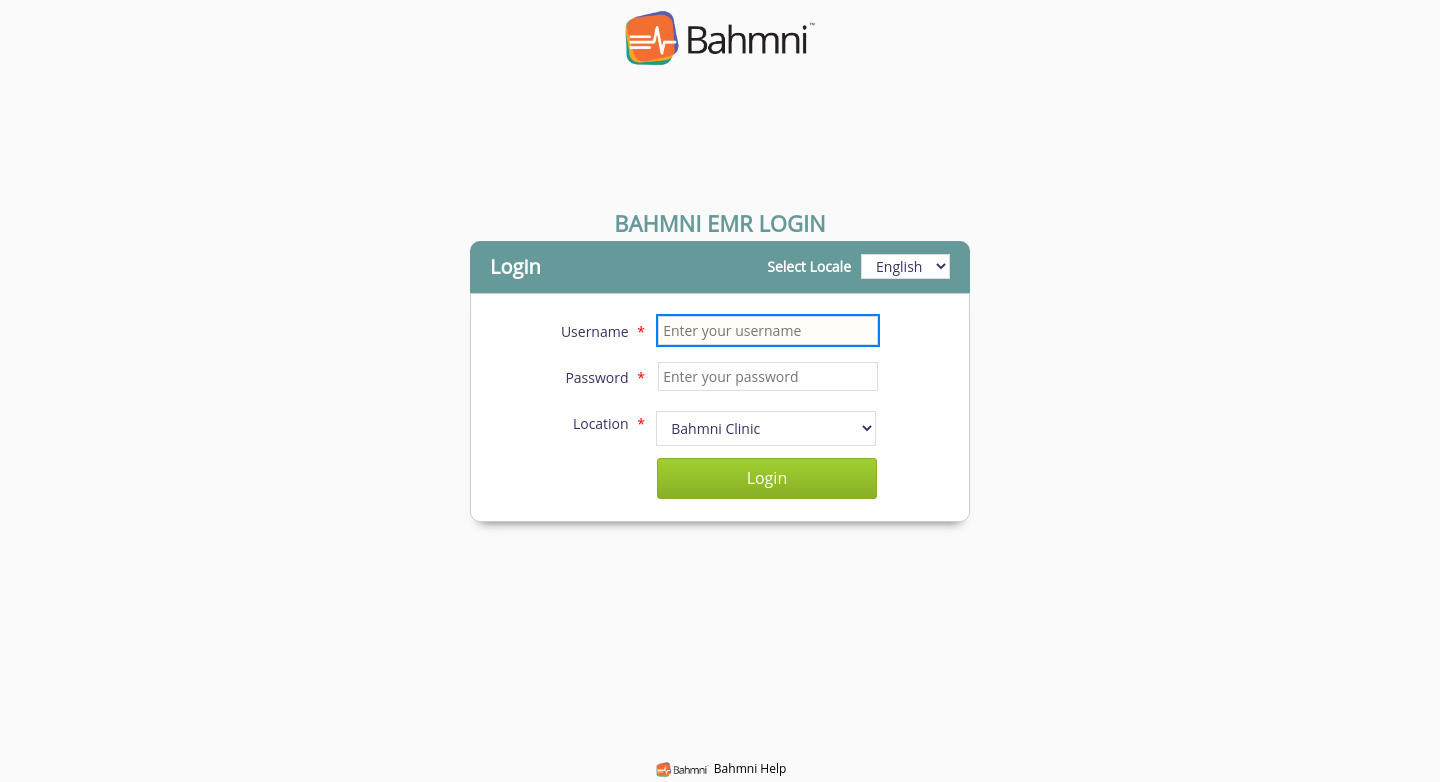 Bahmni™
BAHMNI EMR LOGIN
Login
Select Locale English
Username * Enter your username
Password * Enter your password
Location * Bahmni Clinic
Login
Bahmni Bahmni Help